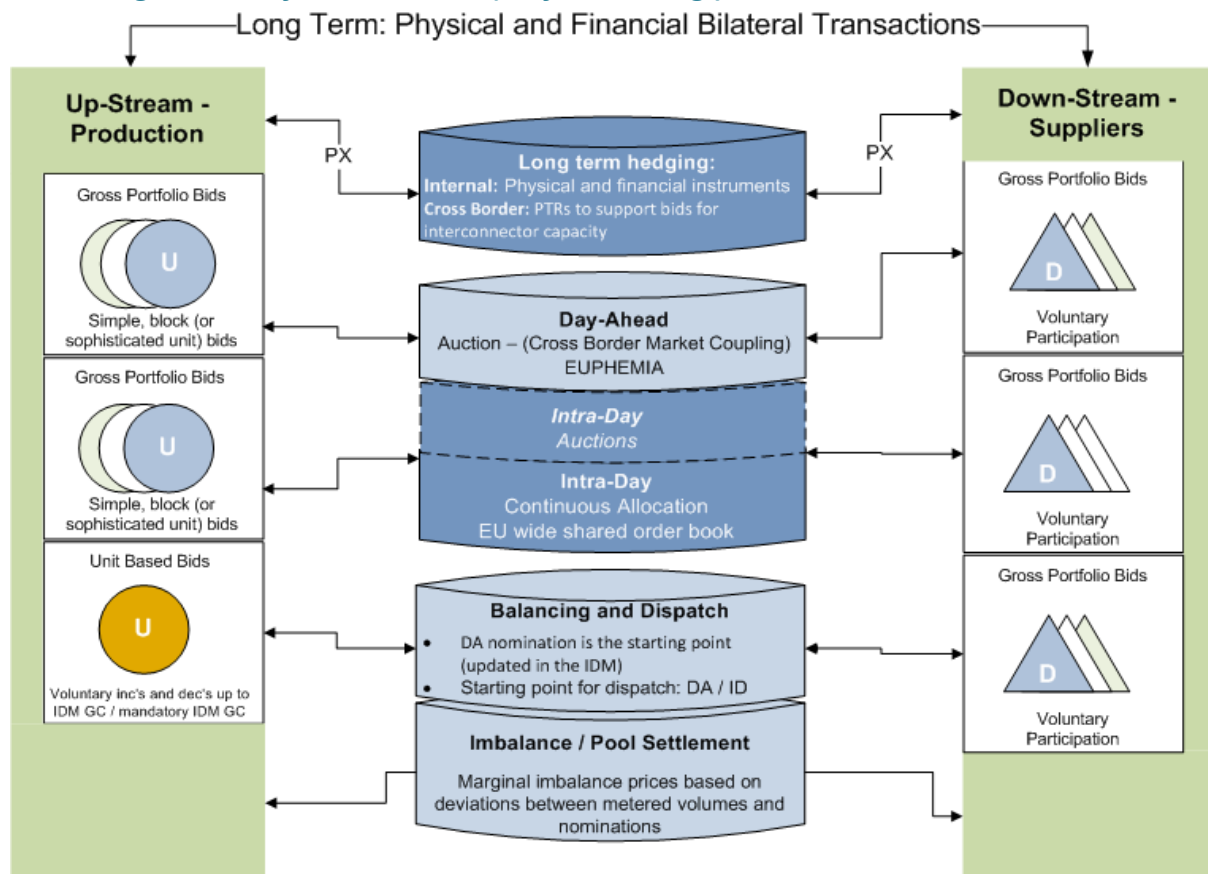 Long Term: Physical and Financial Bilateral Transactions
Up-Stream -
Production
Gross Portfolio Bids
U
Simple, block (or
sophisticated unit) bids
Gross Portfolio Bids
U
Simple, block (or
sophisticated unit) bids
Unit Based Bids
U
Voluntary inc's and dec's up to
IDM GC / mandatory IDM GC
PX
Long term hedging:
Internal: Physical and financial instruments
Cross Border: PTRs to support bids for
interconnector capacity
PX
Day-Ahead
Auction – (Cross Border Market Coupling)
EUPHEMIA
Intra-Day
Auctions
Intra-Day
Continuous Allocation
EU wide shared order book
Balancing and Dispatch
• DA nomination is the starting point
(updated in the IDM)
• Starting point for dispatch: DA / ID
Imbalance / Pool Settlement
Marginal imbalance prices based on
deviations between metered volumes and
nominations
Down-Stream -
Suppliers
Gross Portfolio Bids
D
Voluntary
Participation
Gross Portfolio Bids
D
Voluntary
Participation
Gross Portfolio Bids
D
Voluntary
Participation